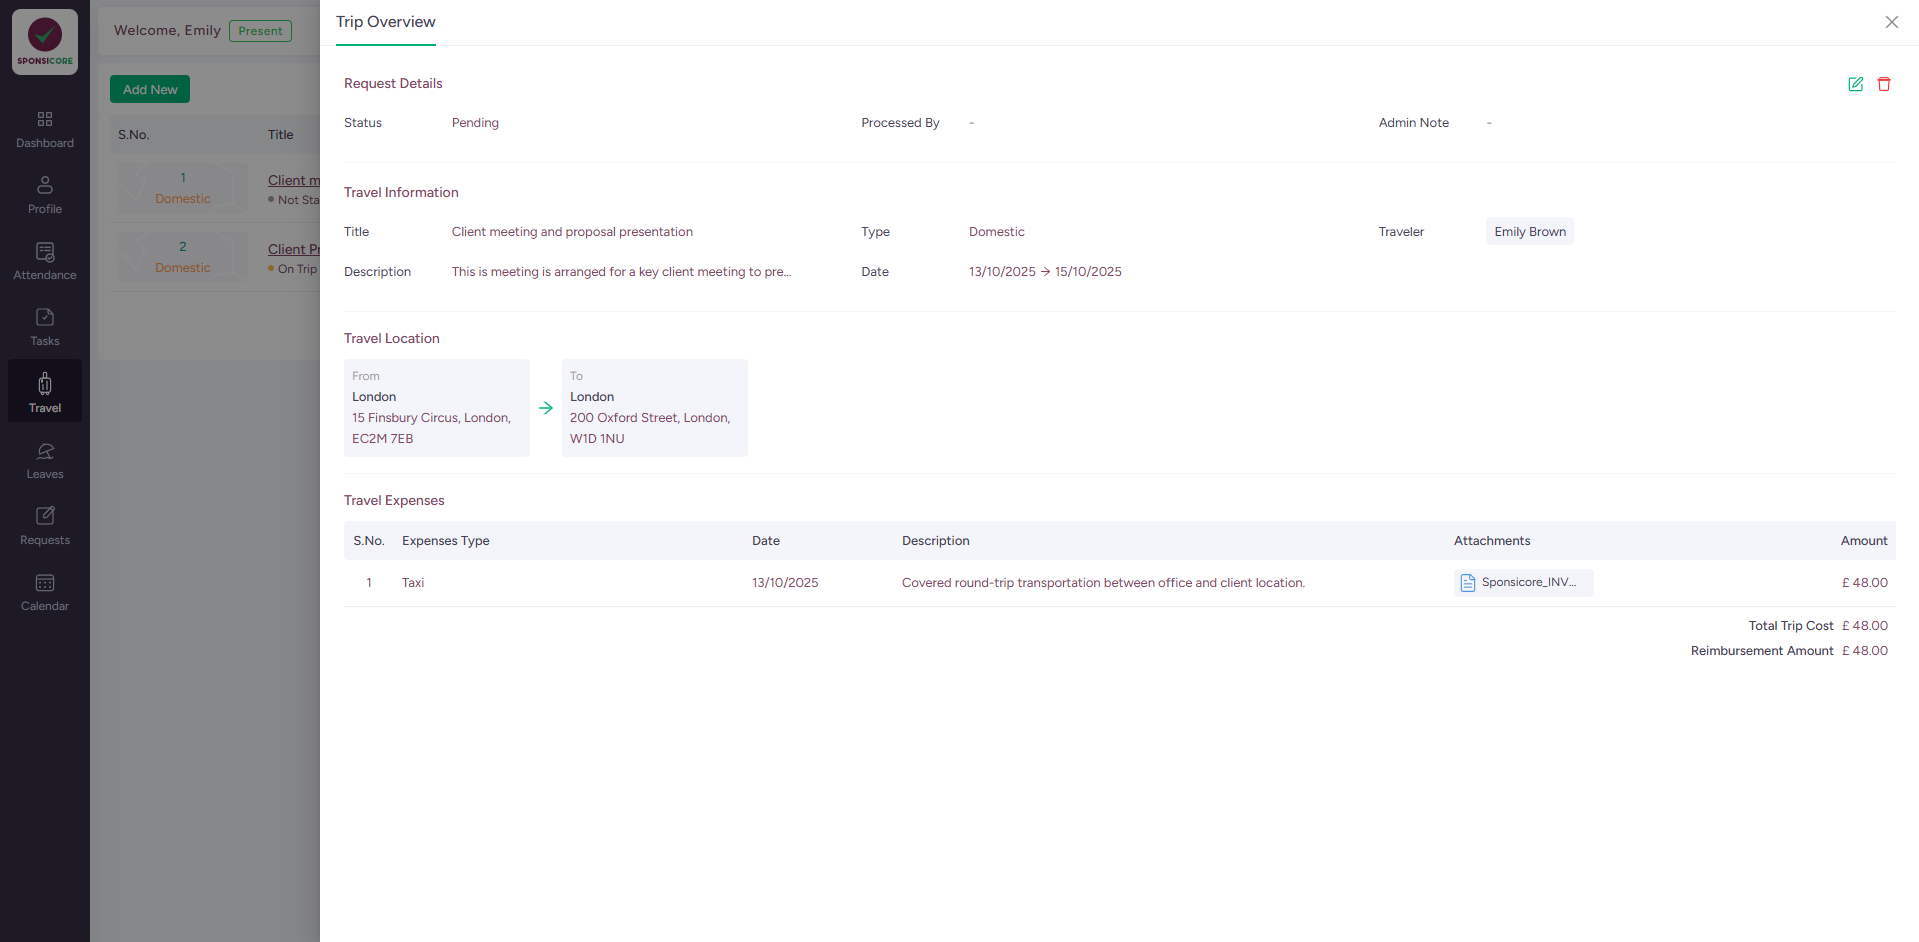 SPONSICORE
Dashboard
Profile
Attendance
Tasks
Travel
Leaves
Requests
Calendar
Welcome, Emily Present
Add New
S.No. Title
1
Domestic
Client m
Not Sta
2
Domestic
Client Pr
On Trip
Trip Overview
Request Details
Status Pending Processed By - Admin Note -
Travel Information
Title Client meeting and proposal presentation Type Domestic Traveler Emily Brown
Description This is meeting is arranged for a key client meeting to pre... Date 13/10/2025 → 15/10/2025
Travel Location
From
London
15 Finsbury Circus, London,
EC2M 7EB
To
London
200 Oxford Street, London,
W1D 1NU
Travel Expenses
S.No. Expenses Type Date Description Attachments Amount
1 Taxi 13/10/2025 Covered round-trip transportation between office and client location. Sponsicore_INV... £ 48.00
Total Trip Cost £ 48.00
Reimbursement Amount £ 48.00